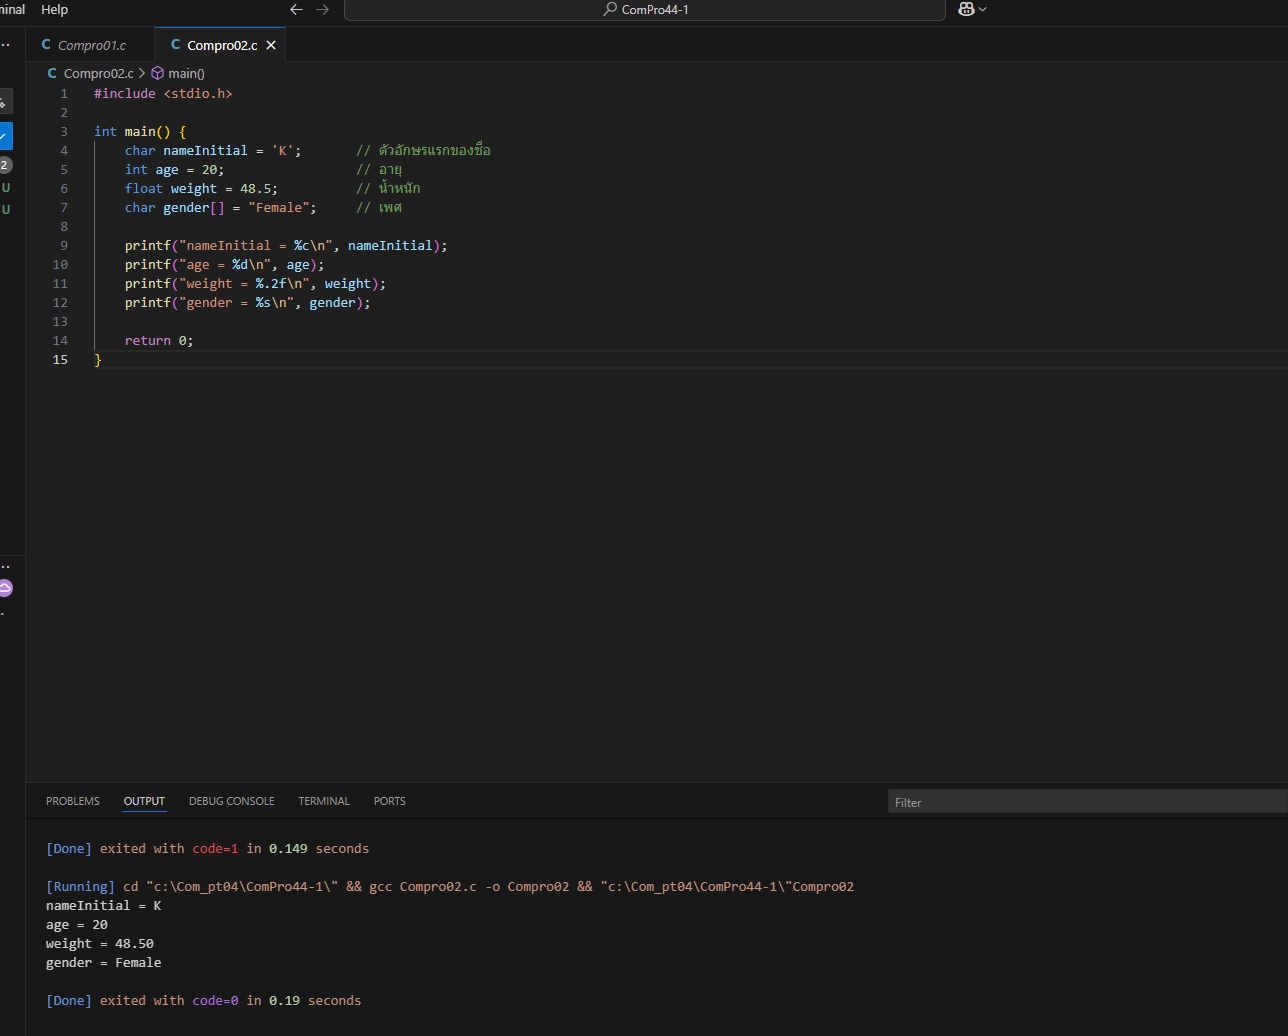 Help
ComPro44-1
Compro01.c
Compro02.c
Compro02.c > main()
1 #include <stdio.h>
2
3 int main() {
4 char nameInitial = 'K'; // ตัวอักษรแรกของชื่อ
5 int age = 20; // อายุ
6 float weight = 48.5; // น้ำหนัก
7 char gender[] = "Female"; // เพศ
8
9 printf("nameInitial = %c\n", nameInitial);
10 printf("age = %d\n", age);
11 printf("weight = %.2f\n", weight);
12 printf("gender = %s\n", gender);
13
14 return 0;
15 }
2
U
U
PROBLEMS OUTPUT DEBUG CONSOLE TERMINAL PORTS
Filter
[Done] exited with code=1 in 0.149 seconds
[Running] cd "c:\Com_pt04\ComPro44-1\" && gcc Compro02.c -o Compro02 && "c:\Com_pt04\ComPro44-1\"Compro02
nameInitial = K
age = 20
weight = 48.50
gender = Female
[Done] exited with code=0 in 0.19 seconds